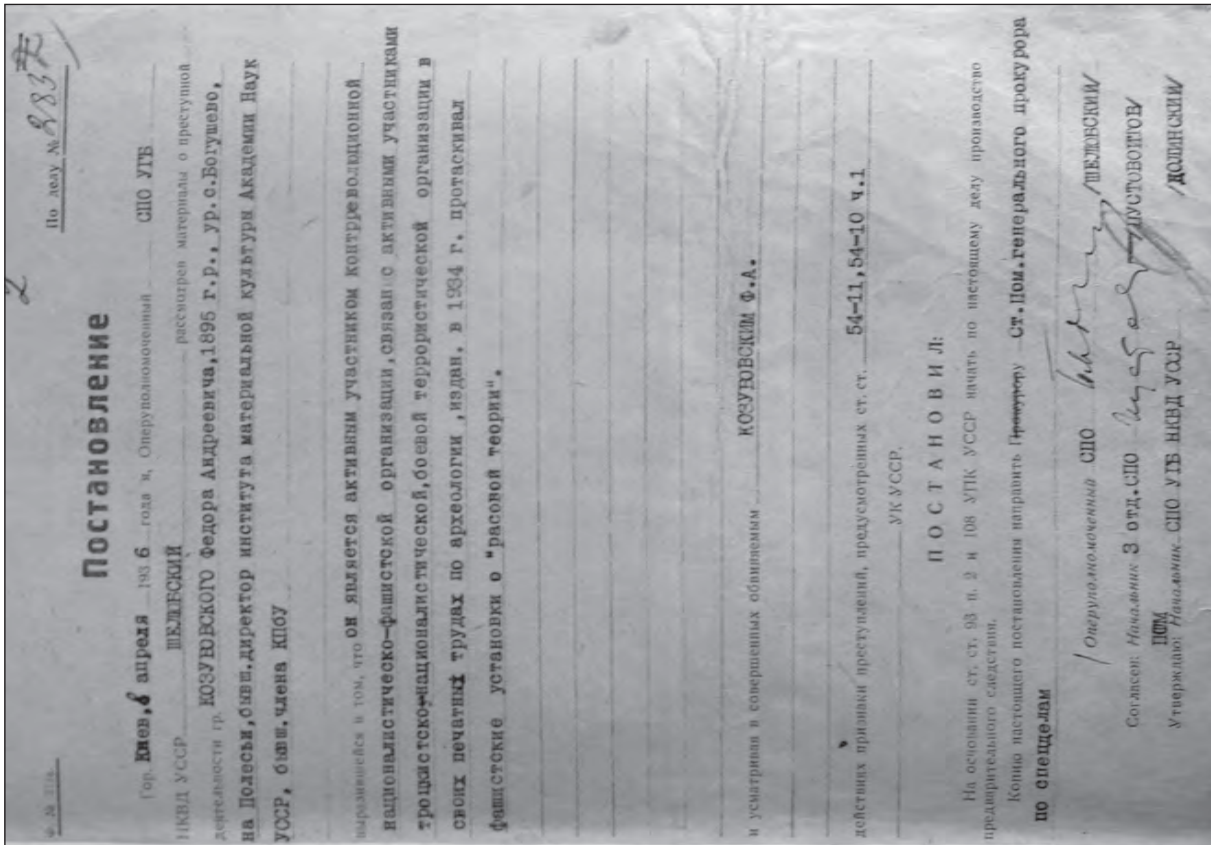 2
По делу № 2837
Постановление
Гор. Киев, 8 апреля 1936 года я, Оперуполномоченный СПО УГБ
НКВД УССР ШЕЛОВСКИЙ рассмотрев материалы о преступной
деятельности гр. КОЗУБОВСКОГО Федора Андреевича,1895 г.р., ур.с.Богушево,
на Полесьи,бывш.директор института материальной культуры Академии Наук
УССР, бывш.члена КПбУ
выразившейся в том, что он является активным участником контрреволюционной
националистическо-фашистской организации,связан с активными участниками
троцкистско-националистической,боевой террористической организации в
своих печатных трудах по археологии ,издан. в 1934 г. протаскивал
фашистские установки о "расовой теории".
и усматривая в совершенных обвиняемым КОЗУБОВСКИМ Ф.А.
действиях признаки преступлений, предусмотренных ст. ст. 54-11,54-10 ч.1
УК УССР.
ПОСТАНОВИЛ:
На основании ст. ст. 93 п. 2 и 108 УПК УССР начать по настоящему делу производство
предварительного следствия.
Копию настоящего постановления направить Прокурору Ст.Пом.генерального прокурора
по спецделам
Оперуполномоченный СПО /ШЕЛОВСКИЙ/
Согласен: Начальник 3 отд.СПО /ПУСТОВОЙТОВ/
ПОМ
Утверждаю: Начальник СПО УГБ НКВД УССР /ДОЛИНСКИЙ/